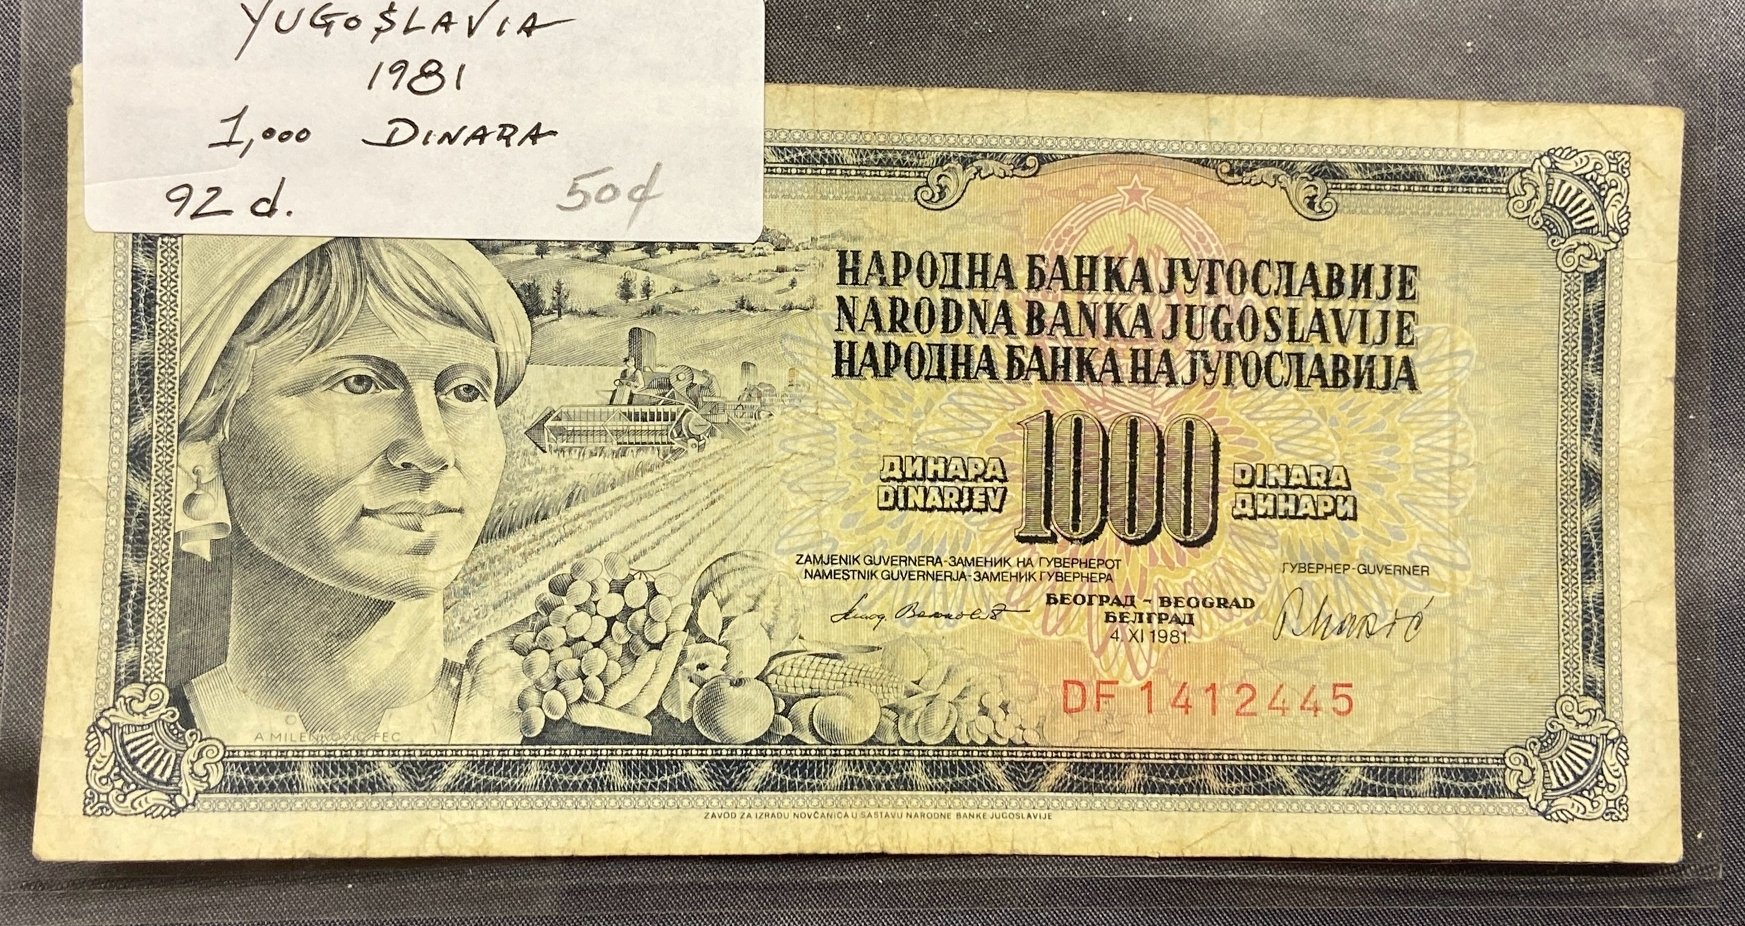 YUGOSLAVIA
1981
1,000 DINARA
92 d. 50¢
НАРОДНА БАНКА ЈУГОСЛАВИЈЕ
NARODNA BANKA JUGOSLAVIJE
НАРОДНА БАНКА НА ЈУГОСЛАВИЈА
ДИНАРА 1000 DINARA
DINARJEV ДИНАРИ
ZAMJENIK GUVERNERA-ЗАМЕНИК НА ГУВЕРНЕРОТ
NAMESTNIK GUVERNERJA-ЗАМЕНИК ГУВЕРНЕРА
ГУВЕРНЕР-GUVERNER
БЕОГРАД - BEOGRAD
БЕЛГРАД
4. XI 1981.
DF 1412445
A MILENKOVIĆ FEC
ZAVOD ZA IZRADU NOVČANICA U SASTAVU NARODNE BANKE JUGOSLAVIJE